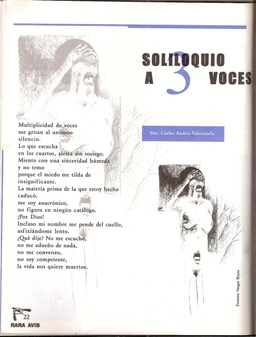 SOLILOQUIO
A 3 VOCES
Por: Carlos Andrés Valenzuela
Multiplicidad de voces
me gritan al unísono
silencio.
Lo que escucha
en los cuartos, aletea sin sosiego.
Miento con una sinceridad húmeda
y no temo
porque el miedo me tilda de
insignificante.
La materia prima de la que estoy hecho
caducó,
me soy anacrónico,
no figuro en ningún catálogo.
¡Por Dios!
Incluso mi nombre me pende del cuello,
asfixiándome lento.
¿Qué dije? No me escucho,
no me adueño de nada,
no me convenzo,
no soy competente,
la vida nos quiere muertos.
Vargas Reyes
22
RARA AVIS